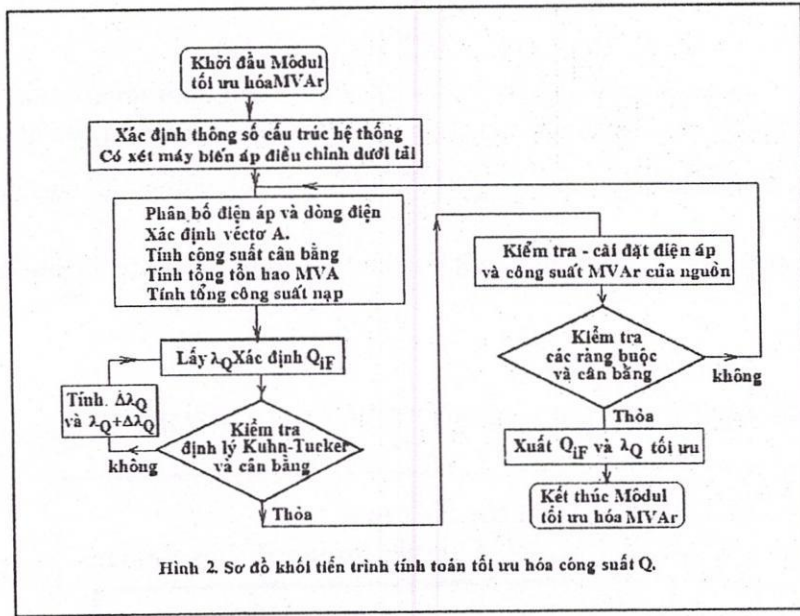 Khởi đầu Môdul
tối ưu hóaMVAr
Xác định thông số cấu trúc hệ thống
Có xét máy biến áp điều chỉnh dưới tải
Phân bố điện áp và dòng điện
Xác định véctơ A.
Tính công suất cân bằng
Tính tổng tổn hao MVA
Tính tổng công suất nạp
Lấy λQ Xác định QiF
Tính. ΔλQ
và λQ+ΔλQ
Kiểm tra
định lý Kuhn-Tucker
và cân bằng
không
Thỏa
Kiểm tra - cài đặt điện áp
và công suất MVAr của nguồn
Kiểm tra
các ràng buộc
và cân bằng
không
Thỏa
Xuất QiF và λQ tối ưu
Kết thúc Môdul
tối ưu hóa MVAr
Hình 2. Sơ đồ khối tiến trình tính toán tối ưu hóa công suất Q.